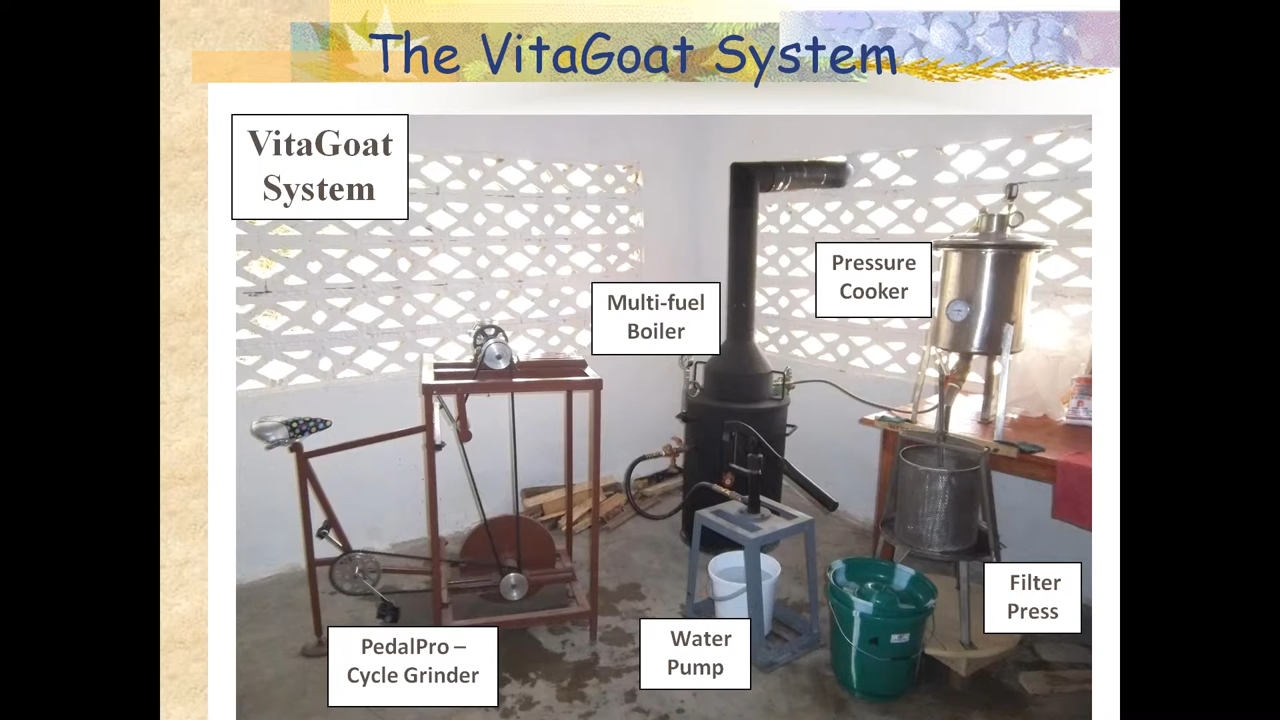 The VitaGoat System
VitaGoat
System
Pressure
Cooker
Multi-fuel
Boiler
Filter
Press
Water
Pump
PedalPro –
Cycle Grinder